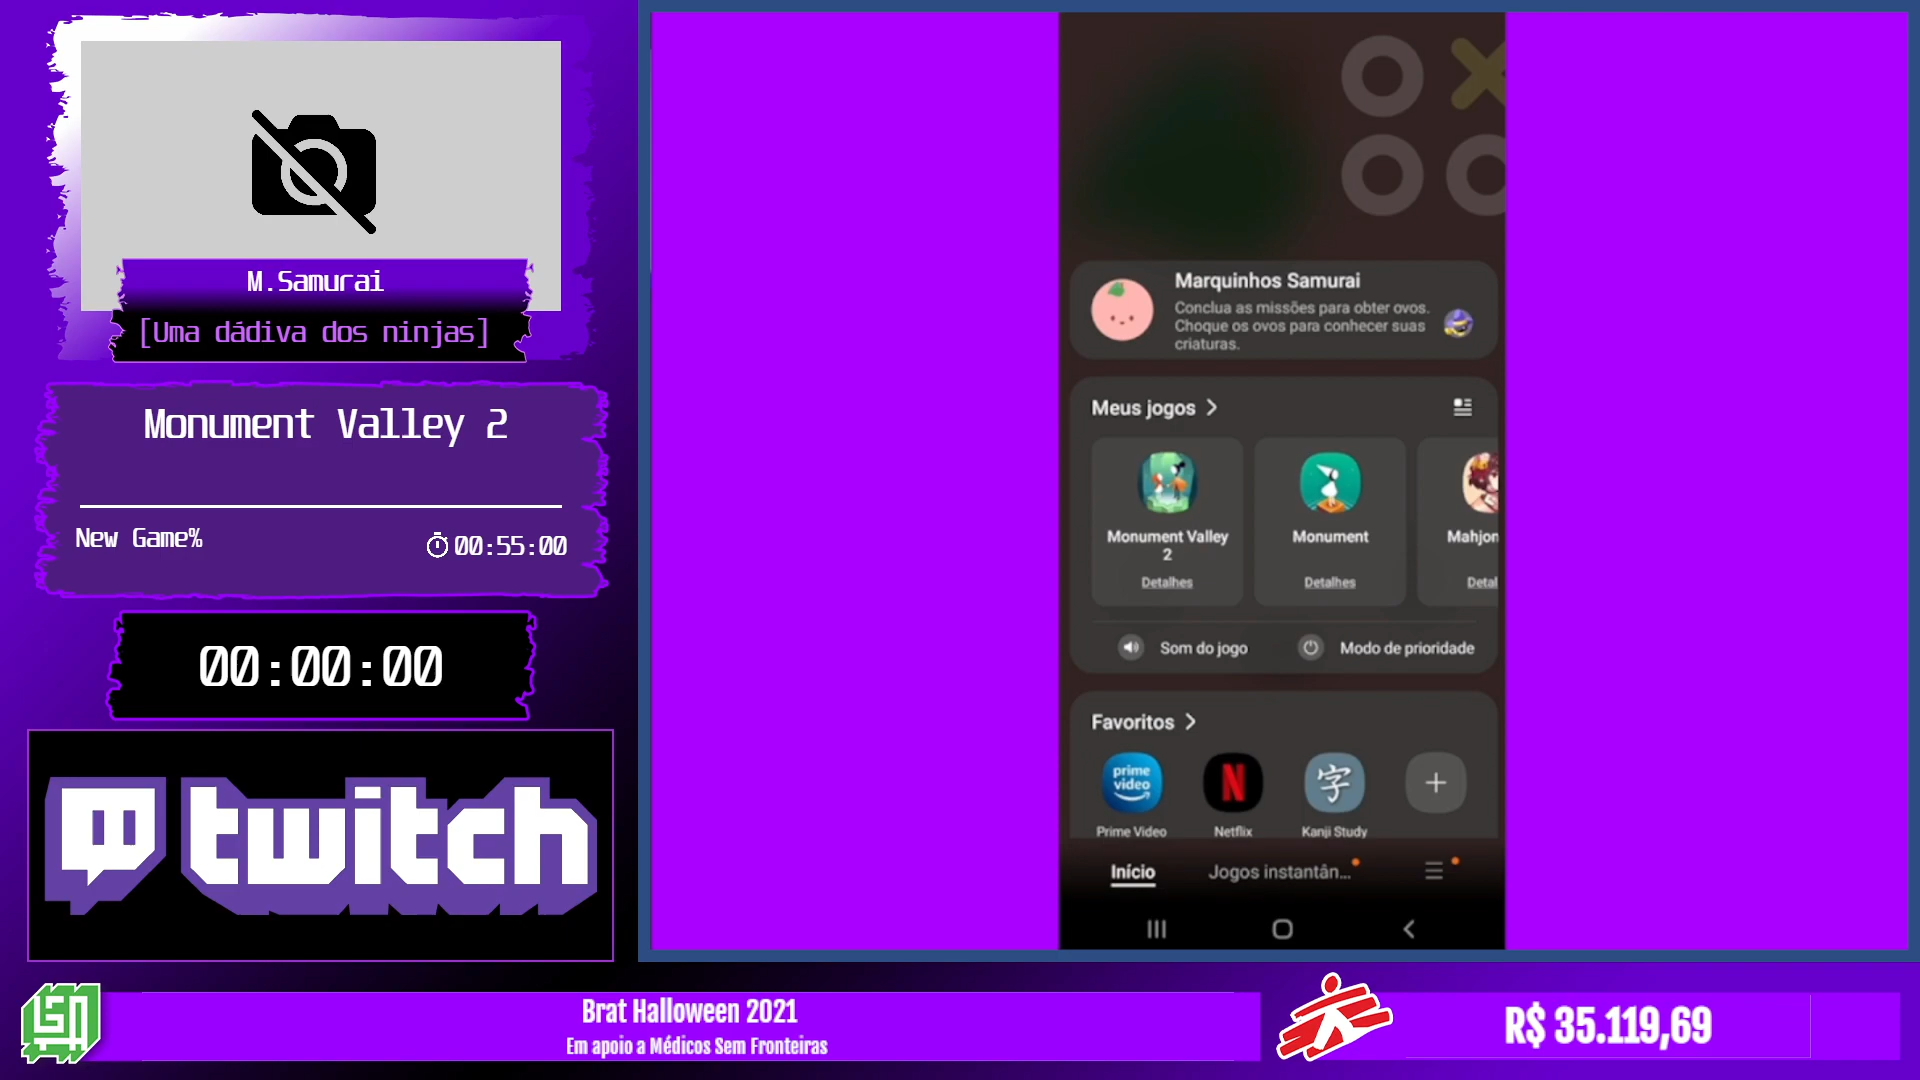 M.Samurai
[Uma dádiva dos ninjas]
Monument Valley 2
New Game%
00:55:00
00:00:00
twitch
Marquinhos Samurai
Conclua as missões para obter ovos.
Choque os ovos para conhecer suas
criaturas.
Meus jogos
Monument Valley
2
Detalhes
Monument
Detalhes
Mahjon
Detal
Som do jogo
Modo de prioridade
Favoritos
prime
video
Prime Video
N
Netflix
字
Kanji Study
Início
Jogos instantân...
Brat Halloween 2021
Em apoio a Médicos Sem Fronteiras
R$ 35.119,69